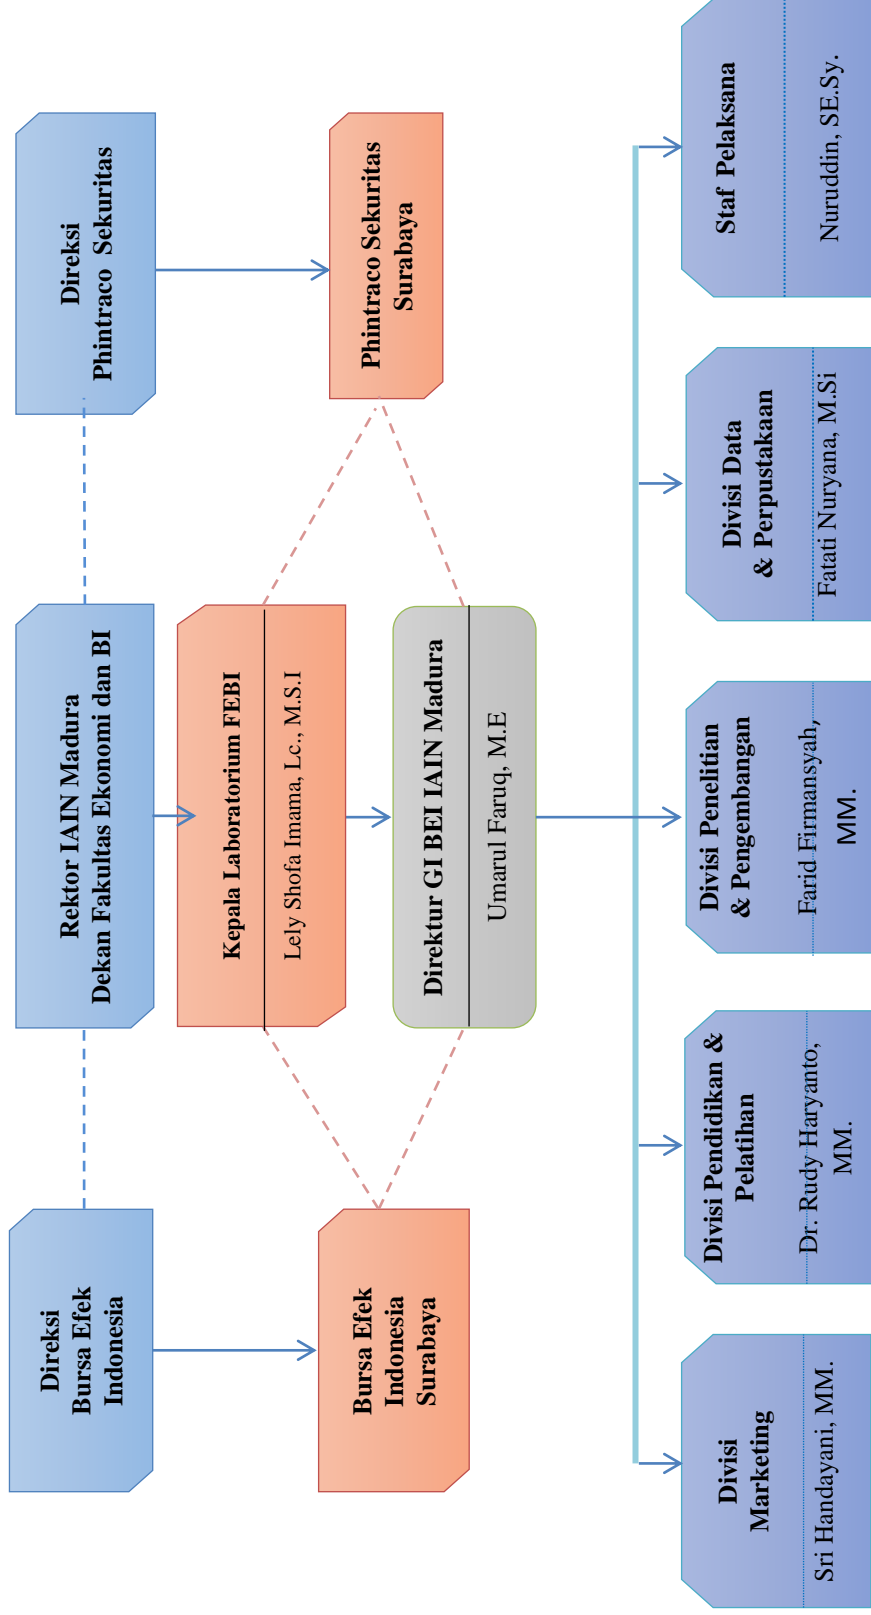 Direksi
Bursa Efek
Indonesia
Rektor IAIN Madura
Dekan Fakultas Ekonomi dan BI
Direksi
Phintraco Sekuritas
Bursa Efek
Indonesia
Surabaya
Kepala Laboratorium FEBI
Lely Shofa Imama, Lc., M.S.I
Phintraco Sekuritas
Surabaya
Direktur GI BEI IAIN Madura
Umarul Faruq, M.E
Divisi
Marketing
Sri Handayani, MM.
Divisi Pendidikan &
Pelatihan
Dr. Rudy Haryanto,
MM.
Divisi Penelitian
& Pengembangan
Farid Firmansyah,
MM.
Divisi Data
& Perpustakaan
Fatati Nuryana, M.Si
Staf Pelaksana
Nuruddin, SE.Sy.